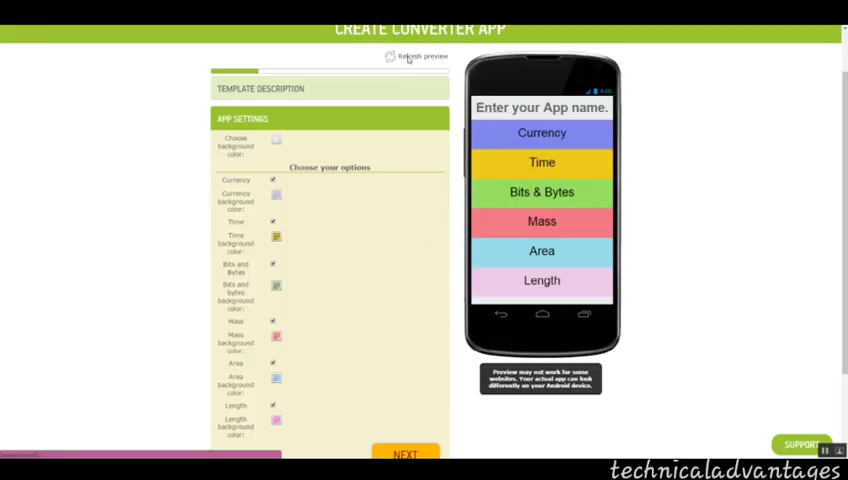 CREATE CONVERTER APP
Refresh preview
TEMPLATE DESCRIPTION
APP SETTINGS
Choose
background
color:
Choose your options
Currency
Currency
background
color:
Time
Time
background
color:
Bits and
Bytes
Bits and
bytes
background
color:
Mass
Mass
background
color:
Area
Area
background
color:
Length
Length
background
color:
NEXT
4:00
Enter your App name.
Currency
Time
Bits & Bytes
Mass
Area
Length
Preview may not work for some
websites. Your actual app can look
differently on your Android device.
SUPPORT
technicaladvantages